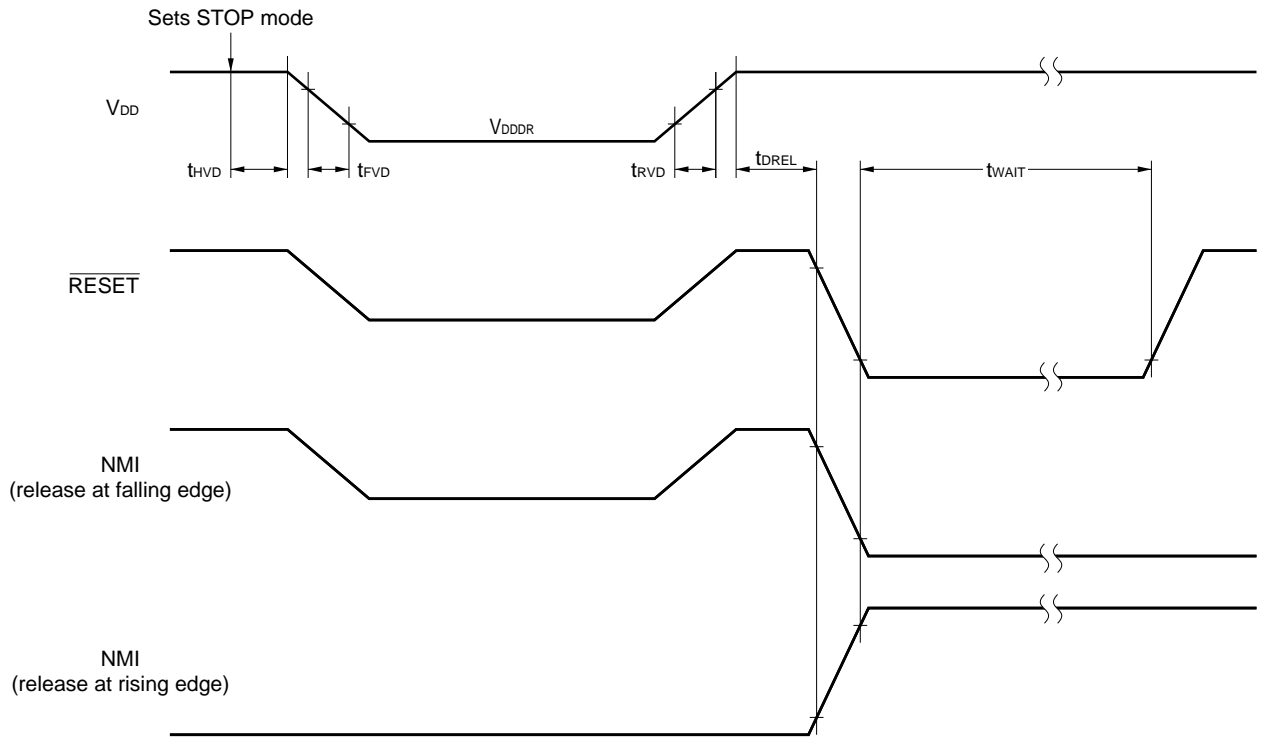 Sets STOP mode
VDD
VDDDR
tHVD
tFVD
tRVD
tDREL
tWAIT
RESET
NMI
(release at falling edge)
NMI
(release at rising edge)